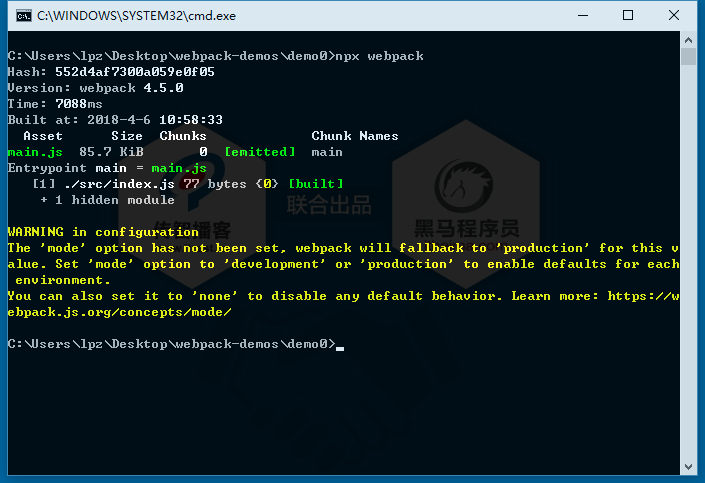 C:\WINDOWS\SYSTEM32\cmd.exe
C:\Users\lpz\Desktop\webpack-demos\demo0>npx webpack
Hash: 552d4af7300a059e0f05
Version: webpack 4.5.0
Time: 7088ms
Built at: 2018-4-6 10:58:33
Asset Size Chunks Chunk Names
main.js 85.7 KiB 0 [emitted] main
Entrypoint main = main.js
[1] ./src/index.js 77 bytes {0} [built]
+ 1 hidden module
传智播客
联合出品
黑马程序员
WARNING in configuration
The 'mode' option has not been set, webpack will fallback to 'production' for this v
alue. Set 'mode' option to 'development' or 'production' to enable defaults for each
environment.
You can also set it to 'none' to disable any default behavior. Learn more: https://w
ebpack.js.org/concepts/mode/
C:\Users\lpz\Desktop\webpack-demos\demo0>